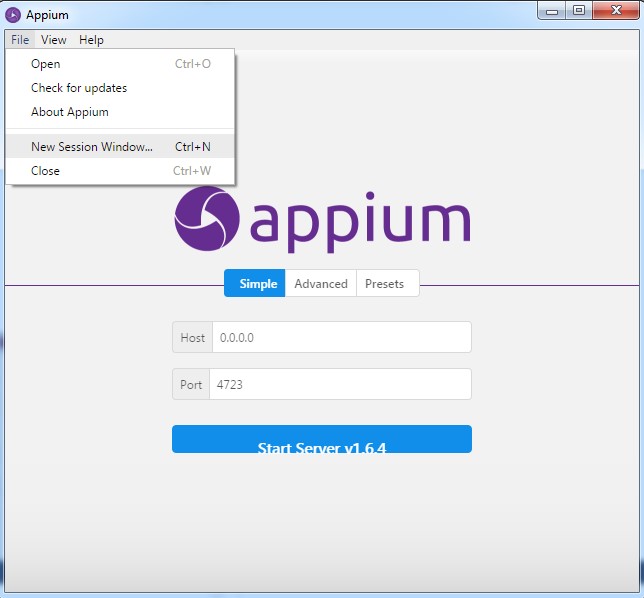 Appium
File View Help
Open Ctrl+O
Check for updates
About Appium
New Session Window... Ctrl+N
Close Ctrl+W
appium
Simple Advanced Presets
Host 0.0.0.0
Port 4723
Start Server v1.6.4